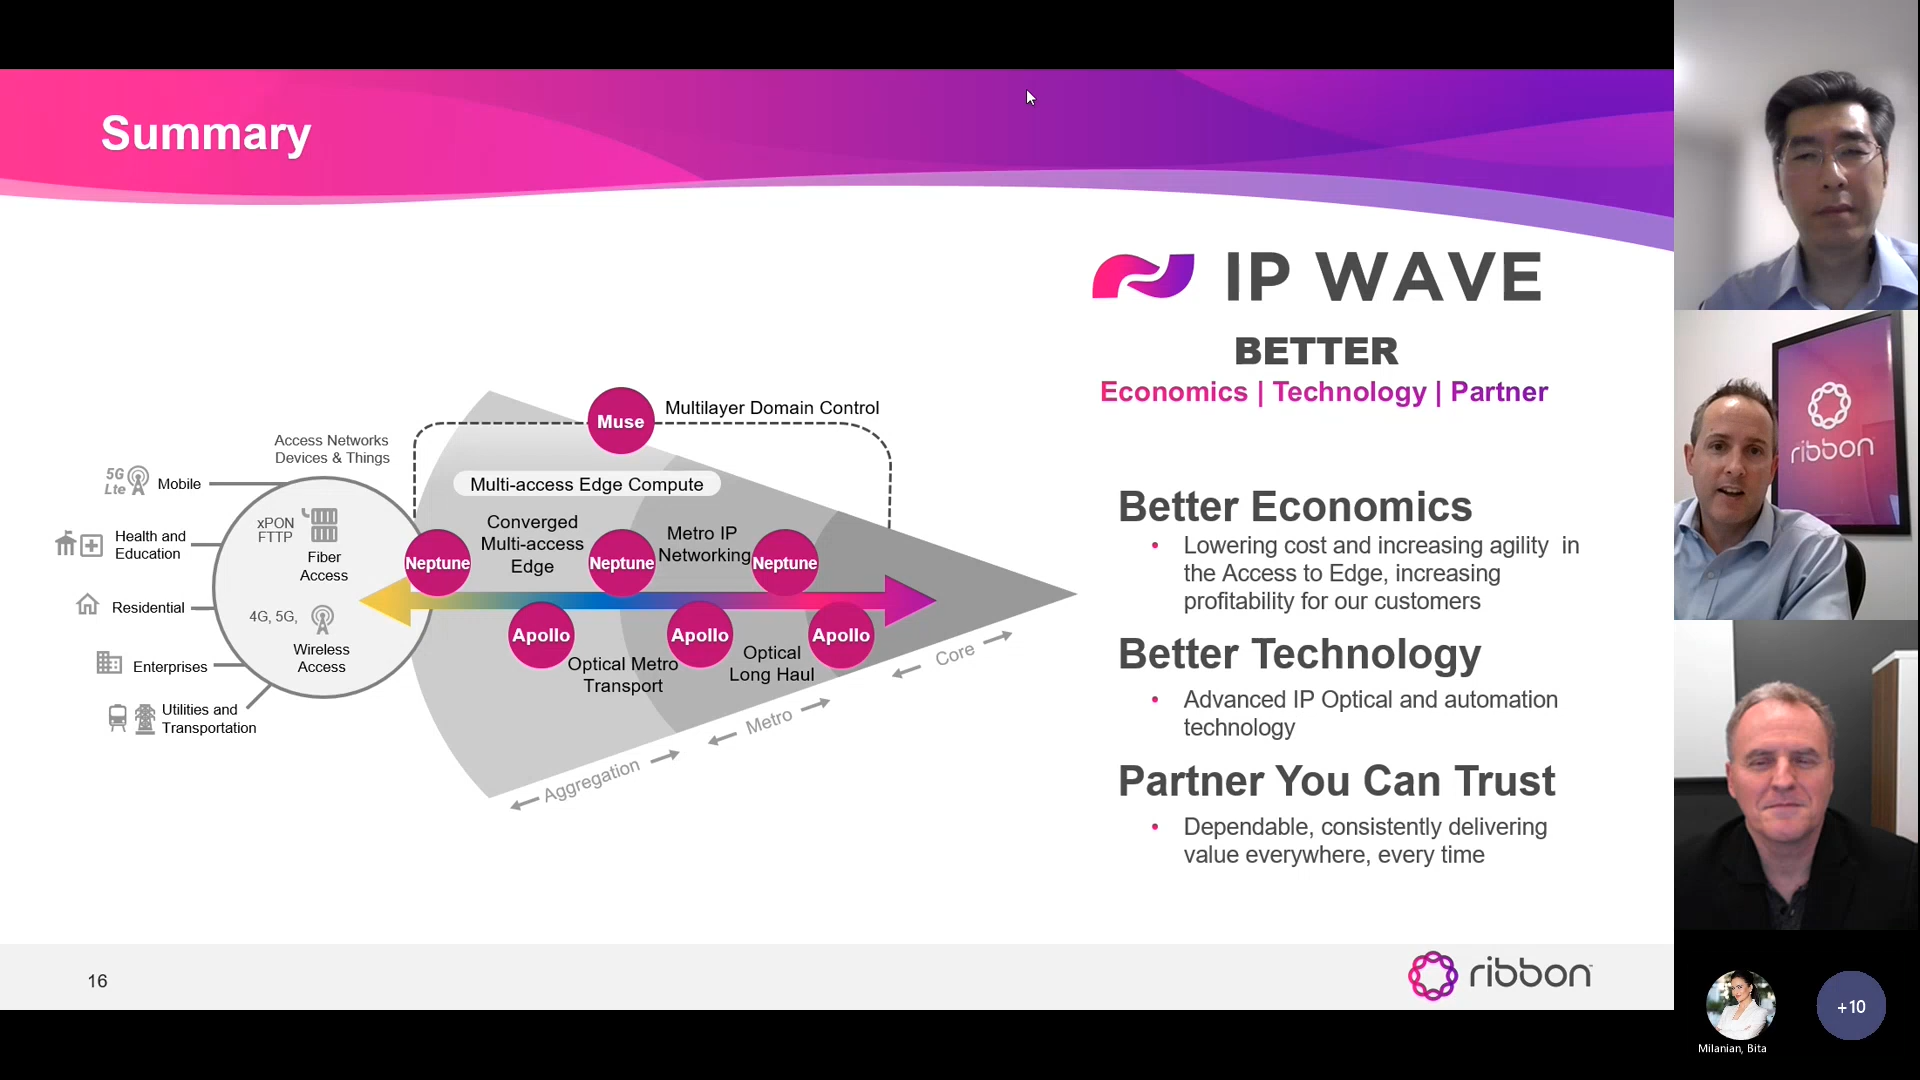 Summary
IP WAVE
BETTER
Economics | Technology | Partner
Muse
Multilayer Domain Control
Access Networks
Devices & Things
5G
Lte
Mobile
Multi-access Edge Compute
xPON
FTTP
Fiber
Access
Health and
Education
Converged
Multi-access
Edge
Metro IP
Networking
Neptune
Neptune
Neptune
Residential
4G, 5G,
Wireless
Access
Apollo
Apollo
Apollo
Optical Metro
Transport
Optical
Long Haul
Enterprises
Utilities and
Transportation
Aggregation
Metro
Core
Better Economics
• Lowering cost and increasing agility in
the Access to Edge, increasing
profitability for our customers
Better Technology
• Advanced IP Optical and automation
technology
Partner You Can Trust
• Dependable, consistently delivering
value everywhere, every time
16
ribbon
ribbon
Milanian, Bita
+10